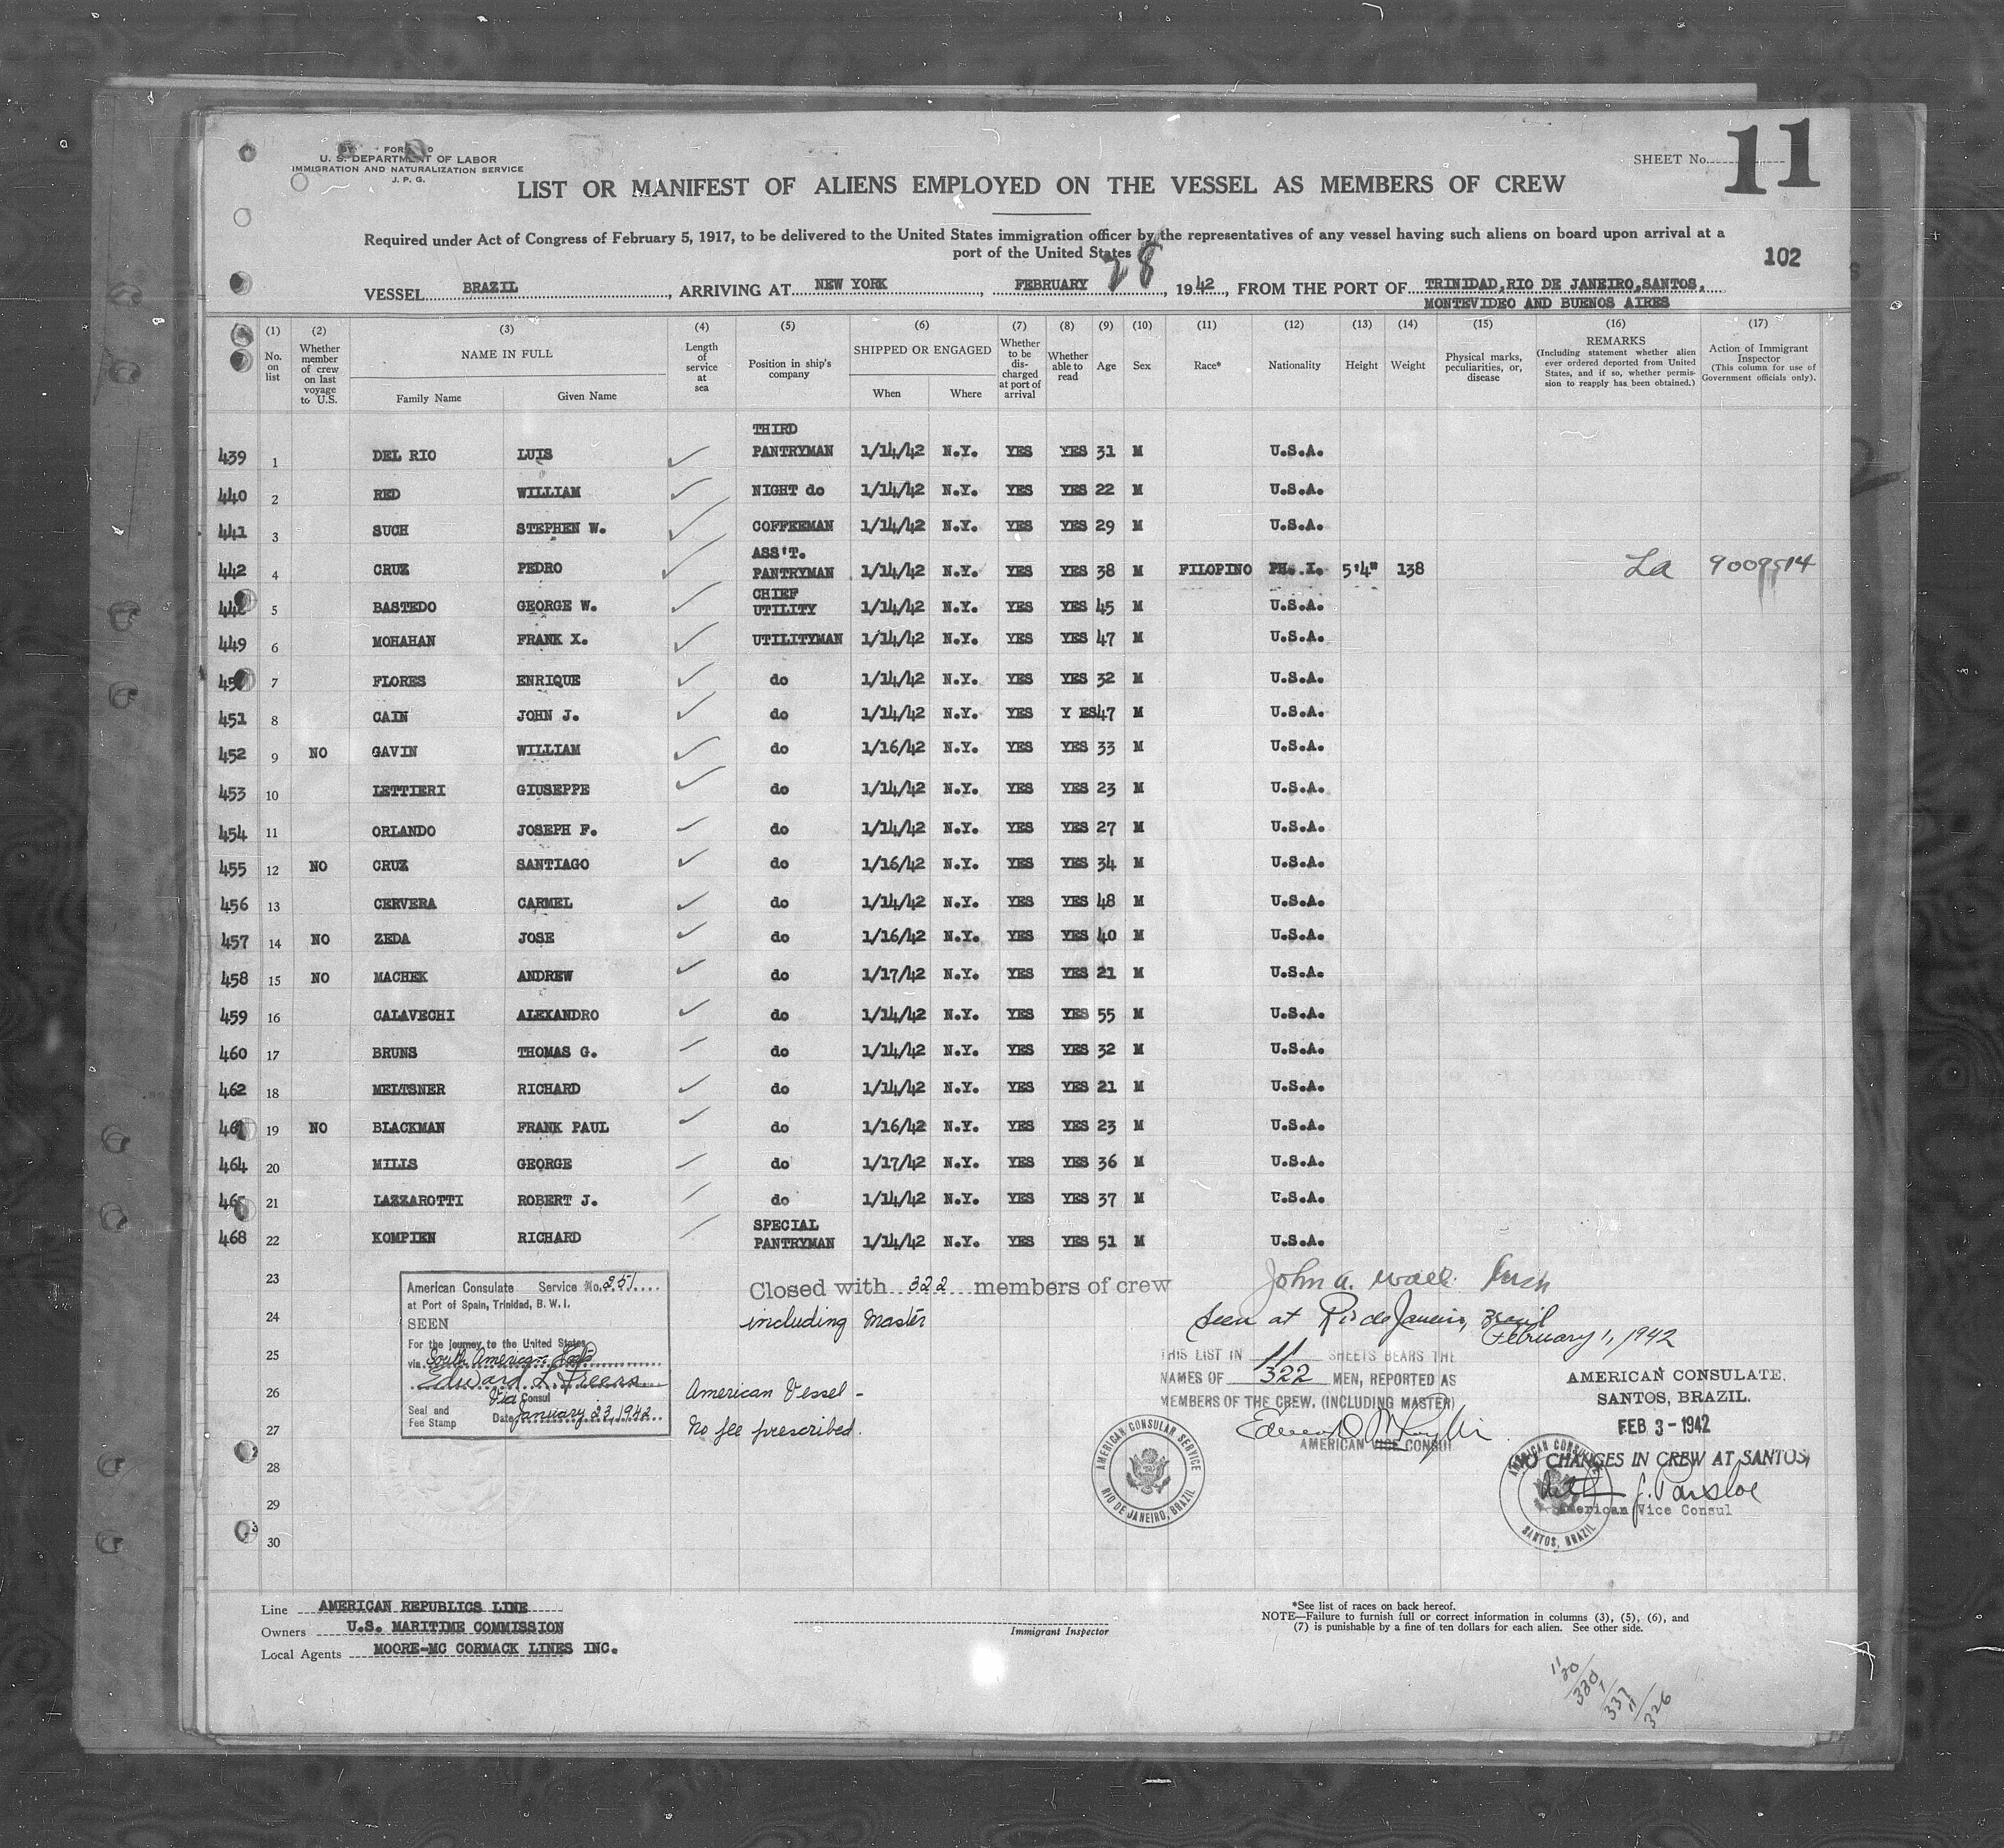 U. S. DEPARTMENT OF LABOR
IMMIGRATION AND NATURALIZATION SERVICE
J. P. G.
SHEET No. 11
LIST OR MANIFEST OF ALIENS EMPLOYED ON THE VESSEL AS MEMBERS OF CREW
Required under Act of Congress of February 5, 1917, to be delivered to the United States immigration officer by the representatives of any vessel having such aliens on board upon arrival at a
port of the United States
102
VESSEL BRAZIL, ARRIVING AT NEW YORK, FEBRUARY 28, 1942, FROM THE PORT OF TRINIDAD,RIO DE JANEIRO,SANTOS,
MONTEVIDEO AND BUENOS AIRES
(1) (2) (3) (4) (5) (6) (7) (8) (9) (10) (11) (12) (13) (14) (15) (16) (17)
No. on list
Whether member of crew on last voyage to U.S.
NAME IN FULL
Family Name
Given Name
Length of service at sea
Position in ship's company
SHIPPED OR ENGAGED
When
Where
Whether to be discharged at port of arrival
Whether able to read
Age
Sex
Race*
Nationality
Height
Weight
Physical marks, peculiarities, or, disease
REMARKS
(Including statement whether alien ever ordered deported from United States, and if so, whether permission to reapply has been obtained.)
Action of Immigrant Inspector
(This column for use of Government officials only).
439 1 DEL RIO LUIS THIRD PANTRYMAN 1/14/42 N.Y. YES YES 31 M U.S.A.
440 2 RED WILLIAM NIGHT do 1/14/42 N.Y. YES YES 22 M U.S.A.
441 3 SUCH STEPHEN W. COFFEEMAN 1/14/42 N.Y. YES YES 29 M U.S.A.
442 4 CRUZ PEDRO ASS'T. PANTRYMAN 1/14/42 N.Y. YES YES 38 M FILOPINO PH. I. 5'4" 138 La
5 BASTEDO GEORGE W. CHIEF UTILITY 1/14/42 N.Y. YES YES 45 M U.S.A.
449 6 MOHAHAN FRANK X. UTILITYMAN 1/14/42 N.Y. YES YES 47 M U.S.A.
7 FLORES ENRIQUE do 1/14/42 N.Y. YES YES 32 M U.S.A.
451 8 CAIN JOHN J. do 1/14/42 N.Y. YES Y ES47 M U.S.A.
452 9 NO GAVIN WILLIAM do 1/16/42 N.Y. YES YES 33 M U.S.A.
453 10 LETTIERI GIUSEPPE do 1/14/42 N.Y. YES YES 23 M U.S.A.
454 11 ORLANDO JOSEPH F. do 1/14/42 N.Y. YES YES 27 M U.S.A.
455 12 NO CRUZ SANTIAGO do 1/16/42 N.Y. YES YES 34 M U.S.A.
456 13 CERVERA CARMEL do 1/14/42 N.Y. YES YES 48 M U.S.A.
457 14 NO ZEDA JOSE do 1/16/42 N.Y. YES YES 40 M U.S.A.
458 15 NO MACHEK ANDREW do 1/17/42 N.Y. YES YES 21 M U.S.A.
459 16 CALAVECHI ALEXANDRO do 1/14/42 N.Y. YES YES 55 M U.S.A.
460 17 BRUNS THOMAS G. do 1/14/42 N.Y. YES YES 32 M U.S.A.
462 18 MELTSNER RICHARD do 1/14/42 N.Y. YES YES 21 M U.S.A.
19 NO BLACKMAN FRANK PAUL do 1/16/42 N.Y. YES YES 23 M U.S.A.
464 20 MILLS GEORGE do 1/17/42 N.Y. YES YES 36 M U.S.A.
21 LAZZAROTTI ROBERT J. do 1/14/42 N.Y. YES YES 37 M U.S.A.
468 22 KOMPIEN RICHARD SPECIAL PANTRYMAN 1/14/42 N.Y. YES YES 51 M U.S.A.
23
24
25
26
27
28
29
30
American Consulate Service No. 251
at Port of Spain, Trinidad, B. W. I.
SEEN
For the journey to the United States
via South American Ports
Edward L. Freers
Vice Consul
Seal and Fee Stamp Date January 23, 1942
Closed with 322 members of crew
including Master
American Vessel -
No fee prescribed.
John A.
Seen at Rio de Janeiro, Brazil
February 1, 1942
THIS LIST IN 11 SHEETS BEARS THE
NAMES OF 322 MEN, REPORTED AS
MEMBERS OF THE CREW. (INCLUDING MASTER)
AMERICAN VICE CONSUL
AMERICAN CONSULAR SERVICE
RIO DE JANEIRO, BRAZIL
AMERICAN CONSULATE,
SANTOS, BRAZIL.
FEB 3 - 1942
(NO CHANGES IN CREW AT SANTOS)
American Vice Consul
SANTOS, BRAZIL
Line AMERICAN REPUBLICS LINE
Owners U.S. MARITIME COMMISSION
Local Agents MOORE-MC CORMACK LINES INC.
Immigrant Inspector
*See list of races on back hereof.
NOTE—Failure to furnish full or correct information in columns (3), (5), (6), and
(7) is punishable by a fine of ten dollars for each alien. See other side.